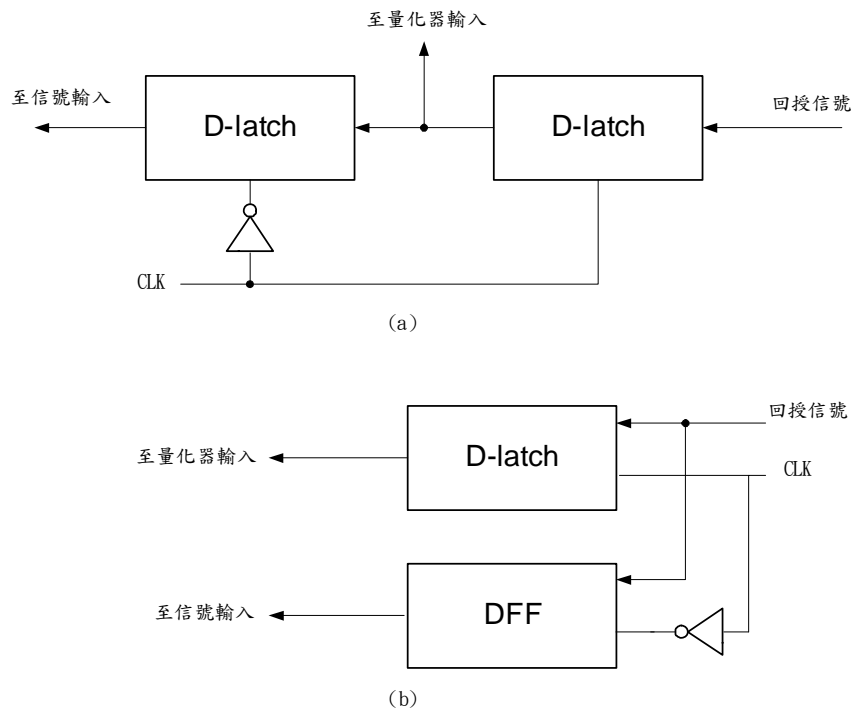 至量化器輸入
至信號輸入
D-latch
D-latch
回授信號
CLK
(a)
回授信號
D-latch
至量化器輸入
CLK
DFF
至信號輸入
(b)